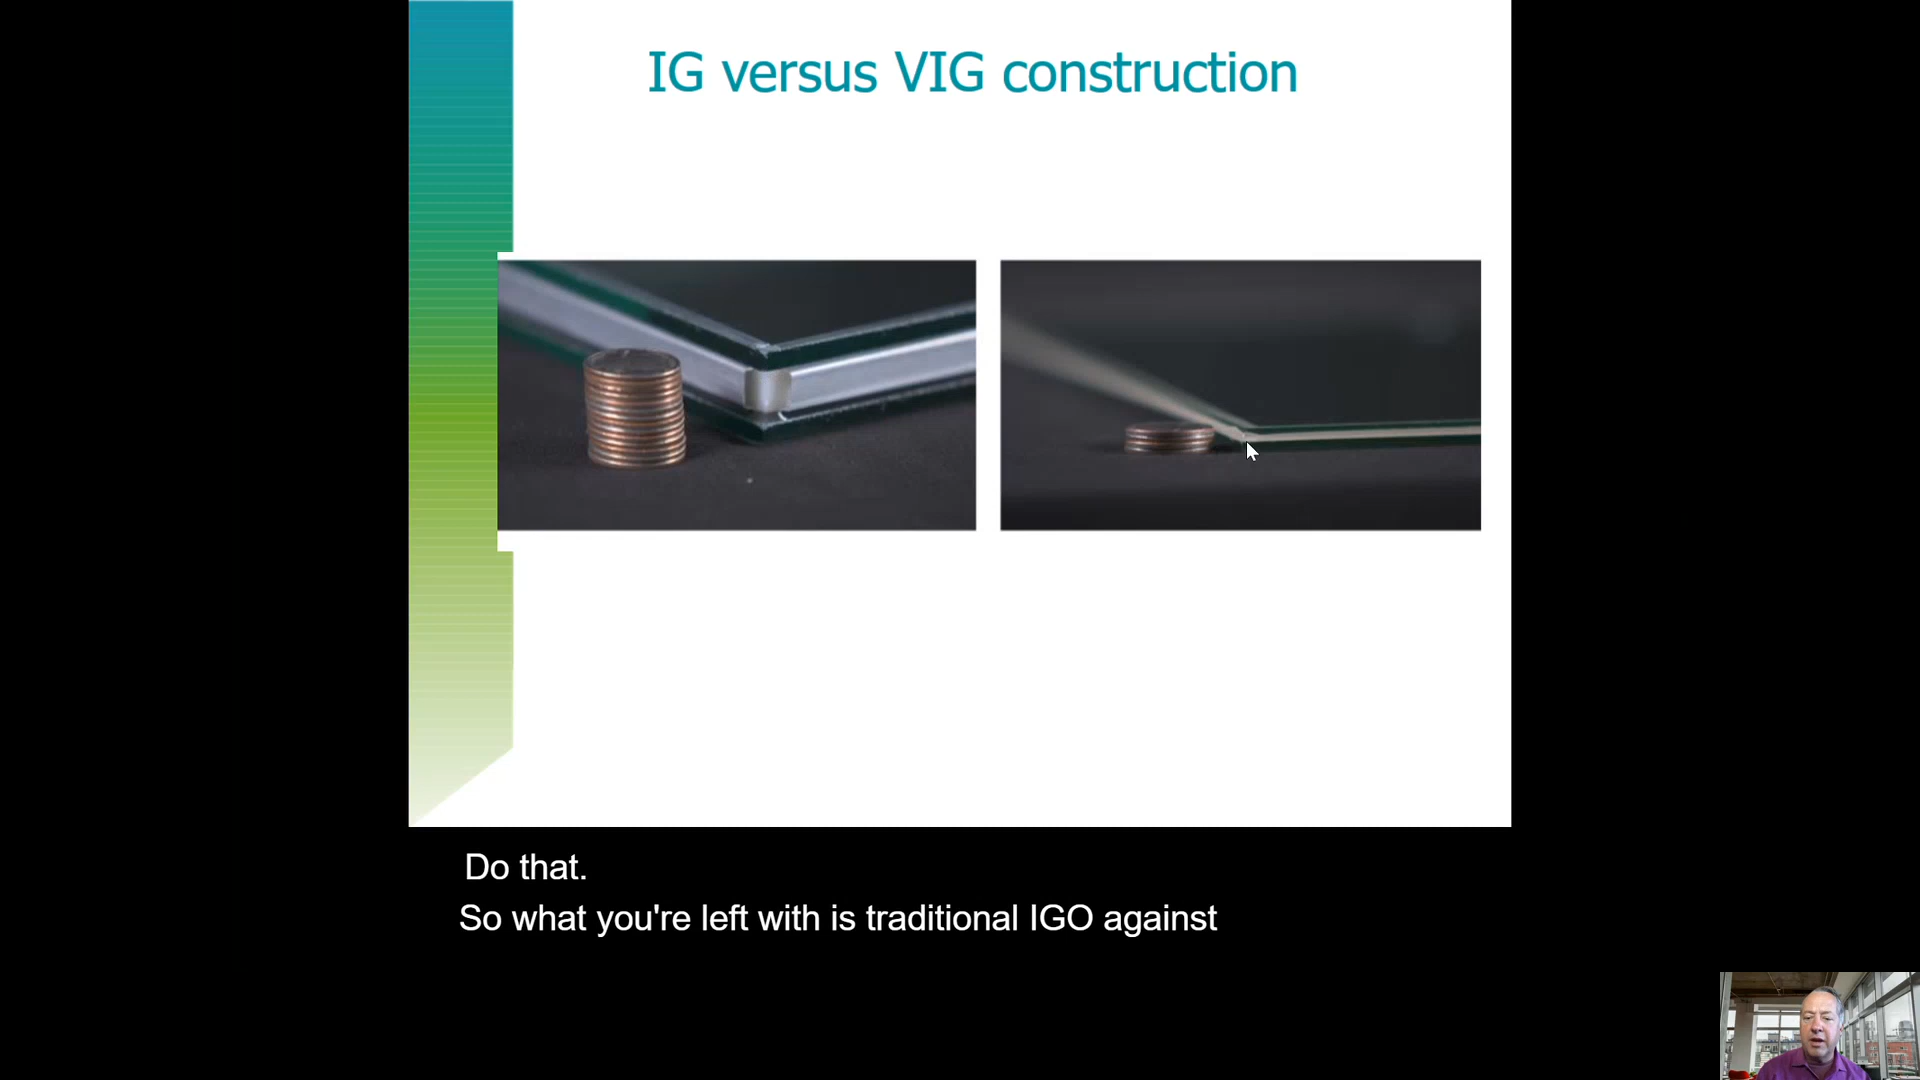 IG versus VIG construction
Do that.
So what you're left with is traditional IGO against